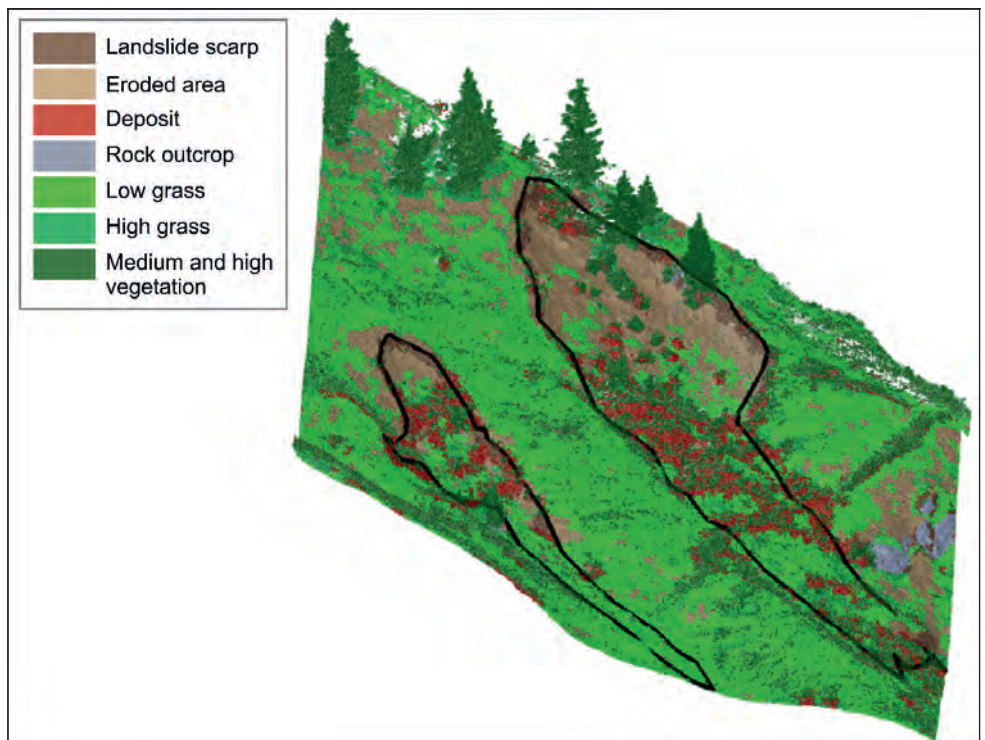 Landslide scarp
Eroded area
Deposit
Rock outcrop
Low grass
High grass
Medium and high
vegetation